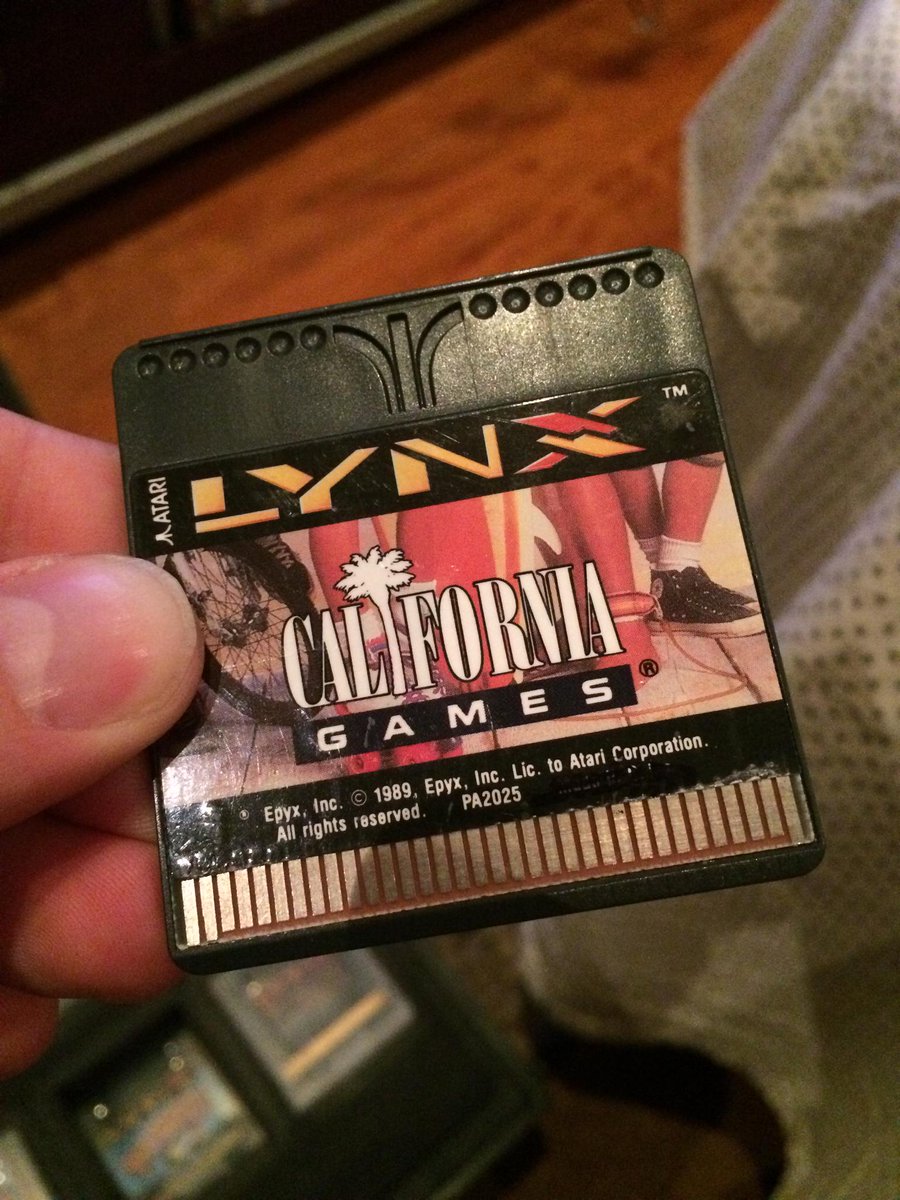 LYNX™
ATARI
CALIFORNIA
GAMES®
Epyx, Inc. © 1989, Epyx, Inc. Lic. to Atari Corporation.
All rights reserved. PA2025